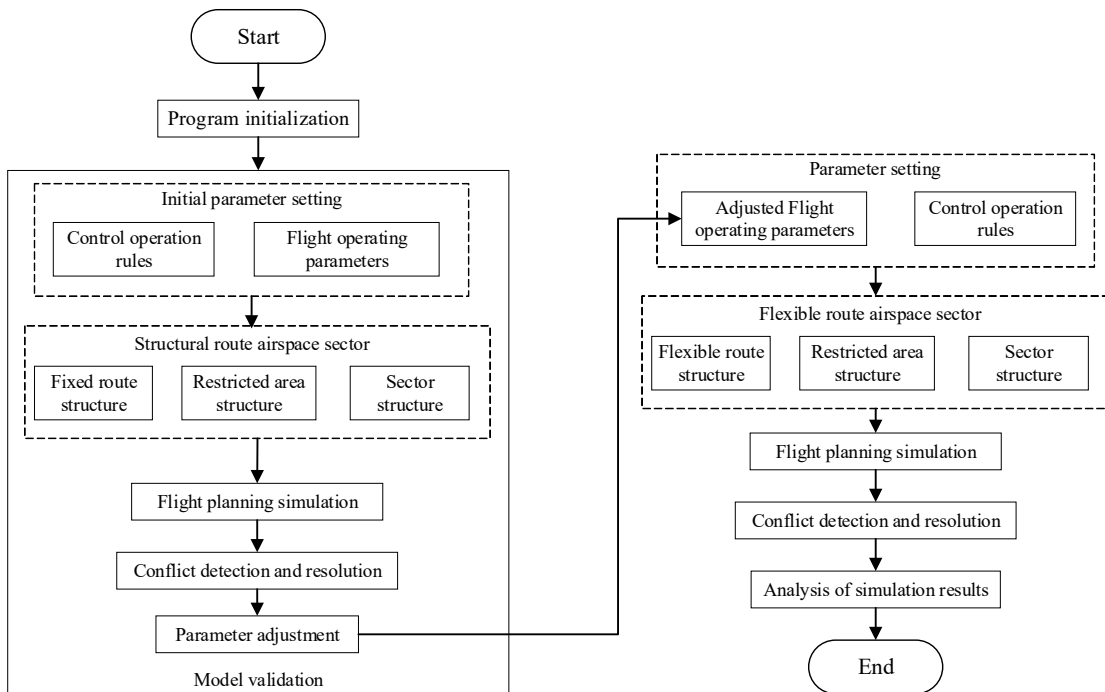 Start
Program initialization
Initial parameter setting
Control operation
rules
Flight operating
parameters
Structural route airspace sector
Fixed route
structure
Restricted area
structure
Sector
structure
Flight planning simulation
Conflict detection and resolution
Parameter adjustment
Model validation
Parameter setting
Adjusted Flight
operating parameters
Control operation
rules
Flexible route airspace sector
Flexible route
structure
Restricted area
structure
Sector
structure
Flight planning simulation
Conflict detection and resolution
Analysis of simulation results
End